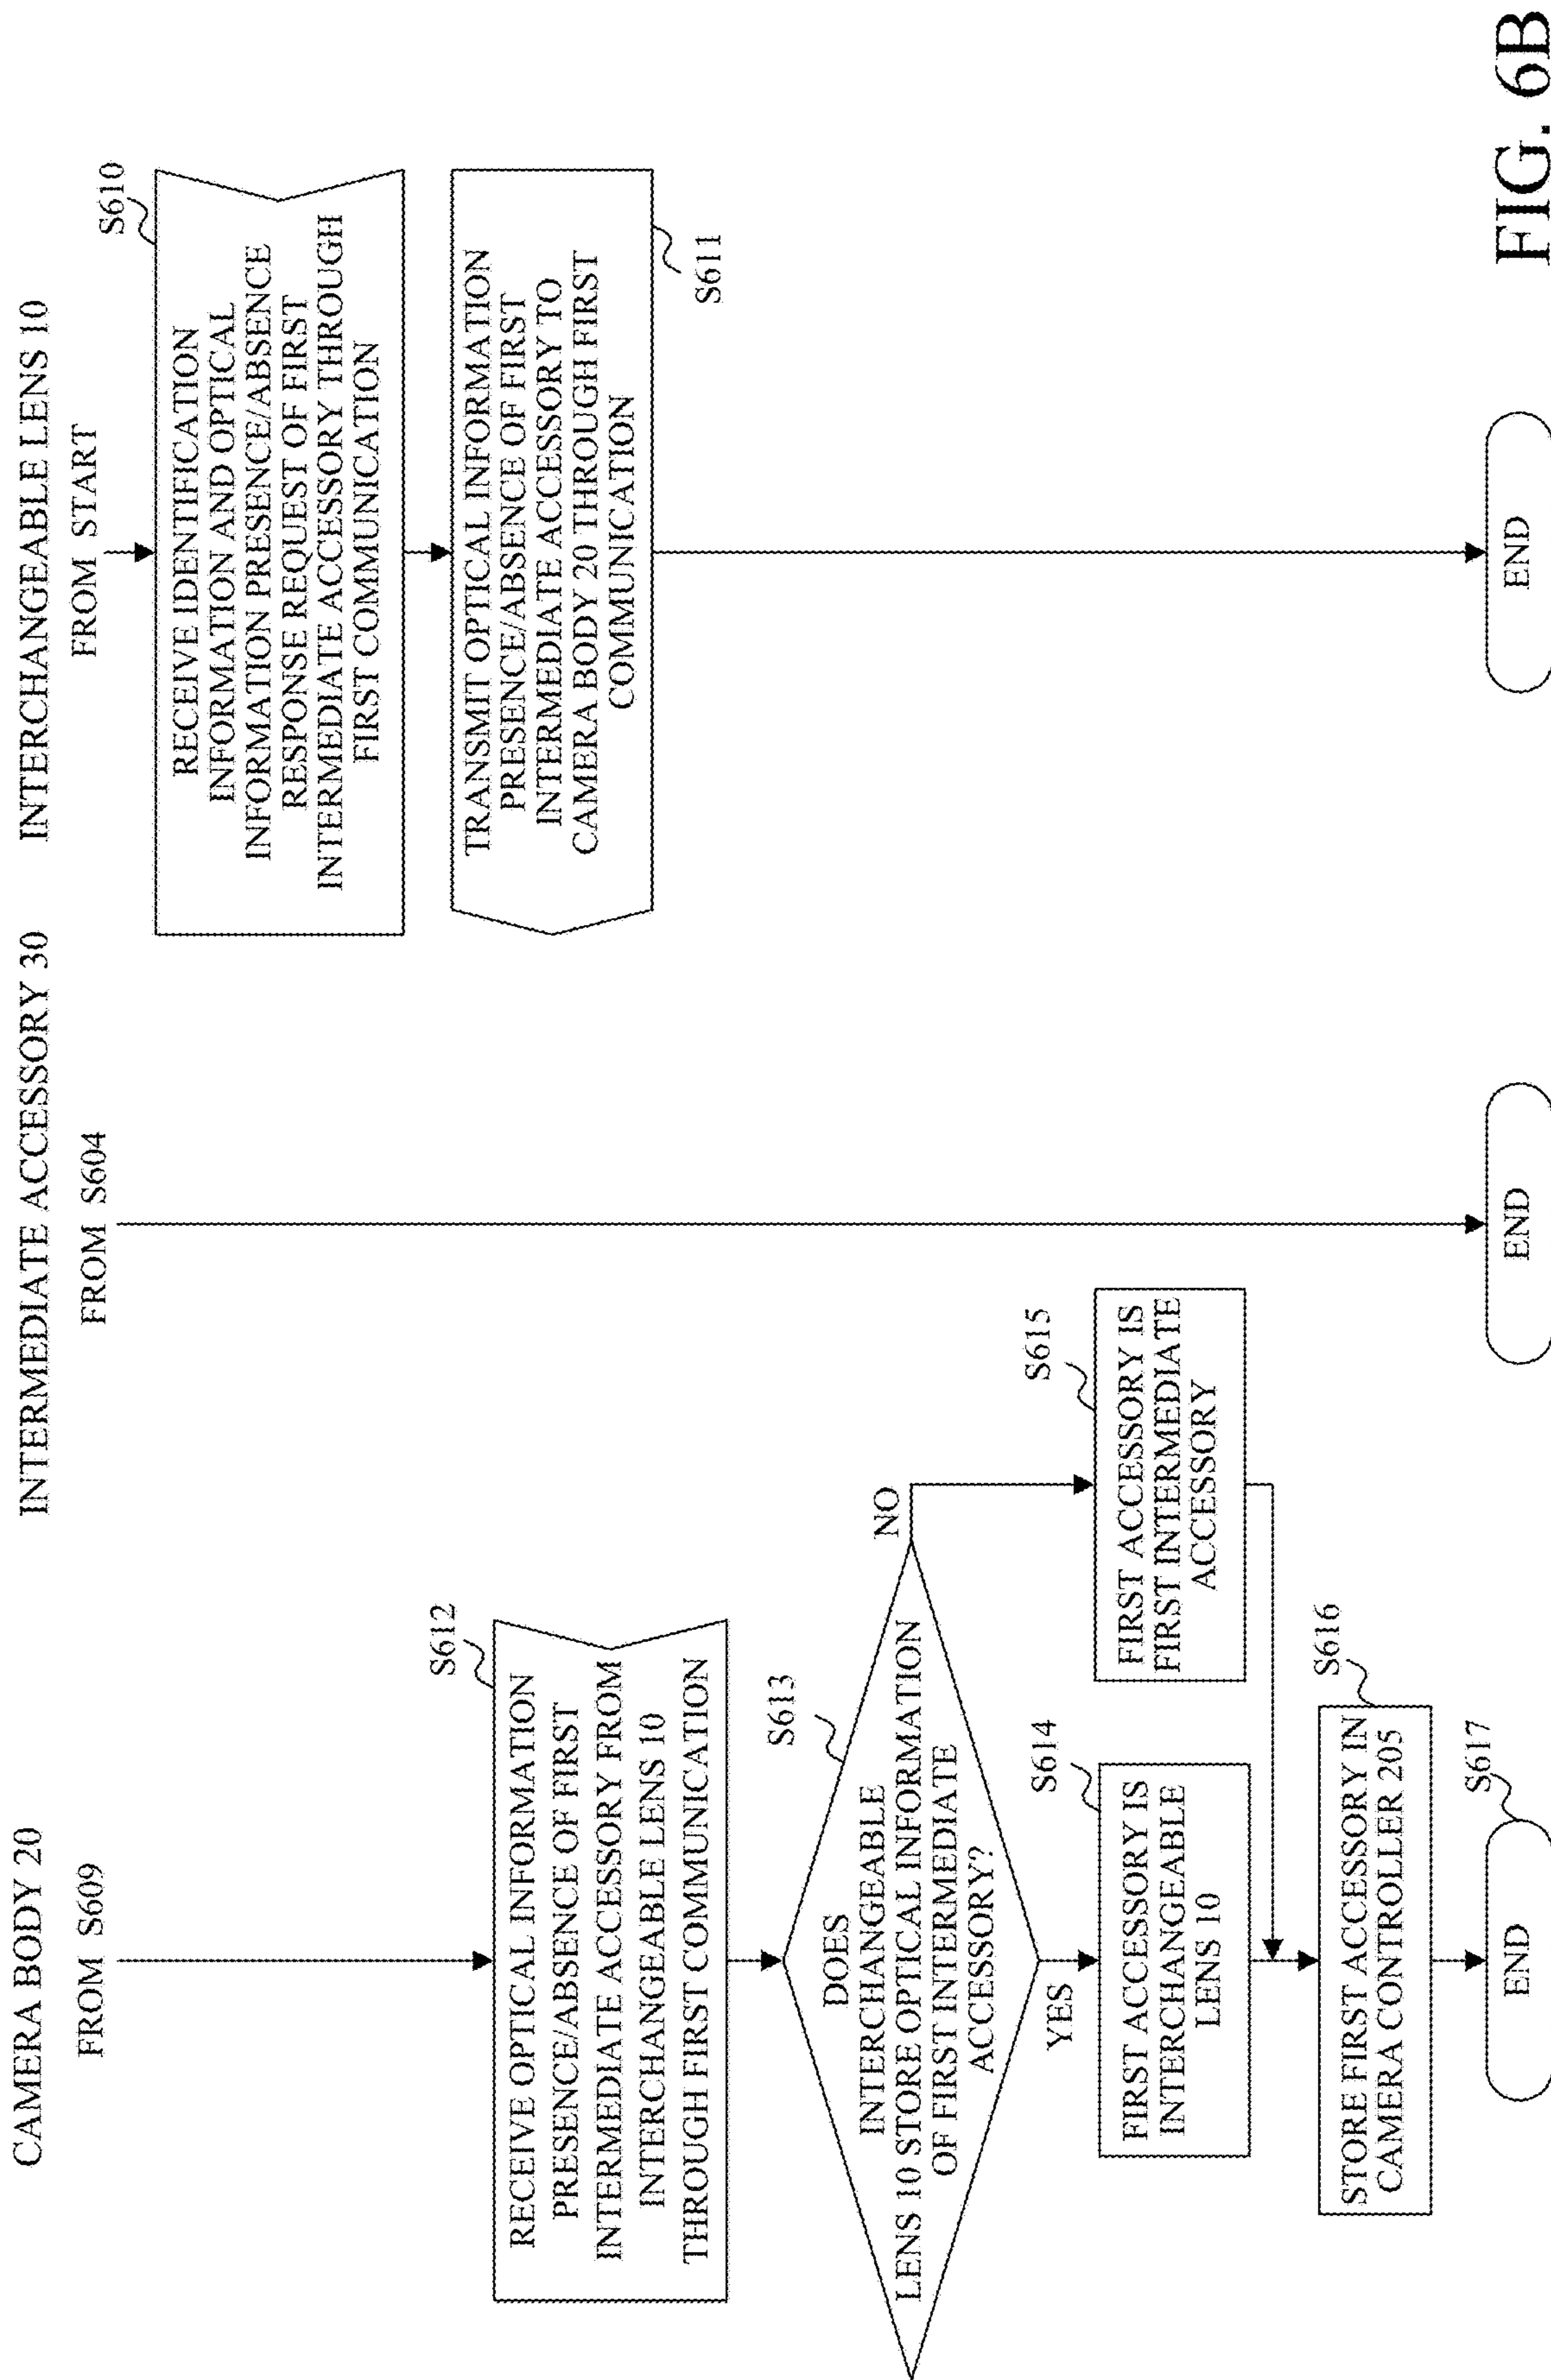 CAMERA BODY 20
INTERMEDIATE ACCESSORY 30
INTERCHANGEABLE LENS 10
FROM S609
FROM S604
FROM START
S610
RECEIVE IDENTIFICATION
INFORMATION AND OPTICAL
INFORMATION PRESENCE/ABSENCE
RESPONSE REQUEST OF FIRST
INTERMEDIATE ACCESSORY THROUGH
FIRST COMMUNICATION
TRANSMIT OPTICAL INFORMATION
PRESENCE/ABSENCE OF FIRST
INTERMEDIATE ACCESSORY TO
CAMERA BODY 20 THROUGH FIRST
COMMUNICATION
S611
S612
RECEIVE OPTICAL INFORMATION
PRESENCE/ABSENCE OF FIRST
INTERMEDIATE ACCESSORY FROM
INTERCHANGEABLE LENS 10
THROUGH FIRST COMMUNICATION
S613
DOES
INTERCHANGEABLE
LENS 10 STORE OPTICAL INFORMATION
OF FIRST INTERMEDIATE
ACCESSORY?
NO
YES
S614
FIRST ACCESSORY IS
INTERCHANGEABLE
LENS 10
S615
FIRST ACCESSORY IS
FIRST INTERMEDIATE
ACCESSORY
S616
STORE FIRST ACCESSORY IN
CAMERA CONTROLLER 205
S617
END
END
END
FIG. 6B